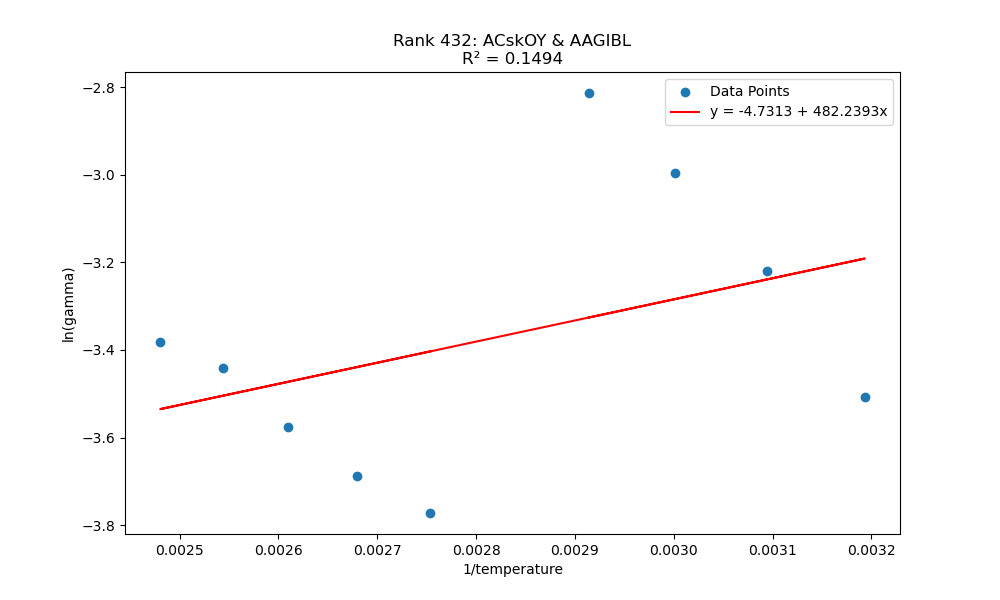 Rank 432: ACskOY & AAGIBL
R² = 0.1494
Data Points
y = -4.7313 + 482.2393x
ln(gamma)
−2.8
−3.0
−3.2
−3.4
−3.6
−3.8
0.0025
0.0026
0.0027
0.0028
0.0029
0.0030
0.0031
0.0032
1/temperature